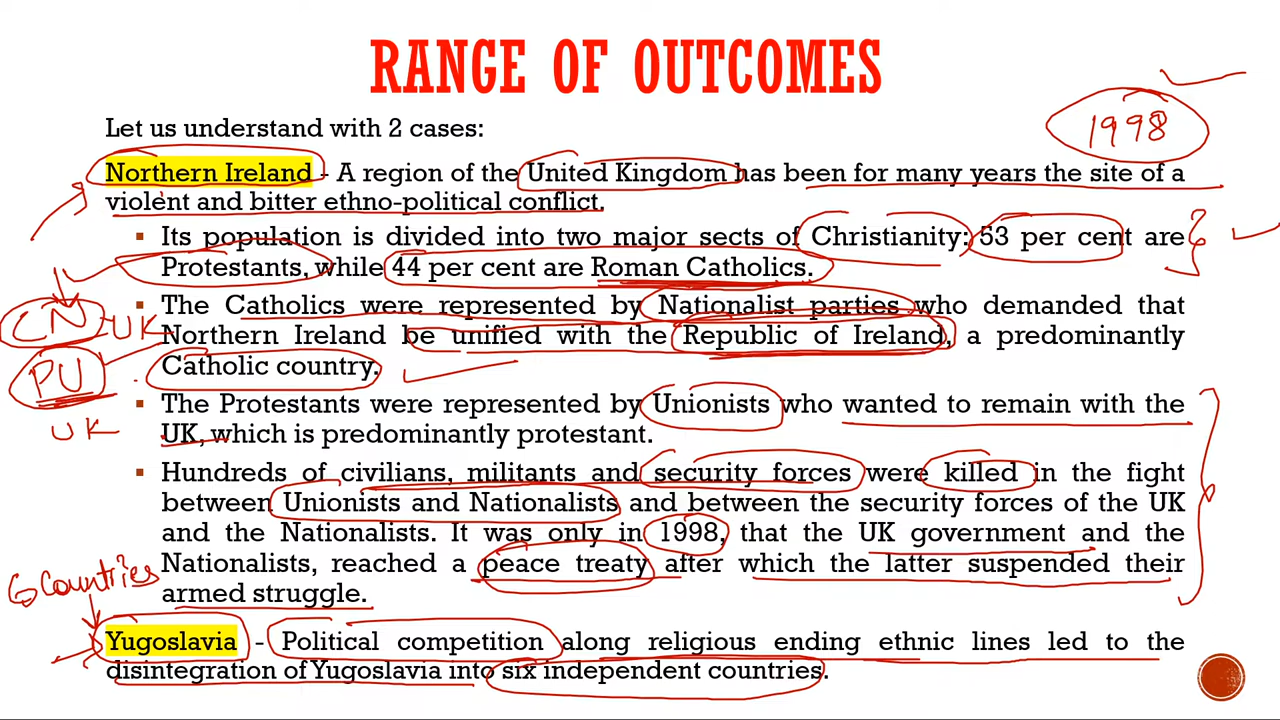 RANGE OF OUTCOMES
1998
Let us understand with 2 cases:
Northern Ireland - A region of the United Kingdom has been for many years the site of a
violent and bitter ethno-political conflict.
▪ Its population is divided into two major sects of Christianity: 53 per cent are
Protestants, while 44 per cent are Roman Catholics.
▪ The Catholics were represented by Nationalist parties who demanded that
CN - UK
Northern Ireland be unified with the Republic of Ireland, a predominantly
PU
Catholic country.
▪ The Protestants were represented by Unionists who wanted to remain with the
UK
UK, which is predominantly protestant.
▪ Hundreds of civilians, militants and security forces were killed in the fight
between Unionists and Nationalists and between the security forces of the UK
and the Nationalists. It was only in 1998, that the UK government and the
Nationalists, reached a peace treaty after which the latter suspended their
6 Countries
armed struggle.
Yugoslavia - Political competition along religious ending ethnic lines led to the
disintegration of Yugoslavia into six independent countries.